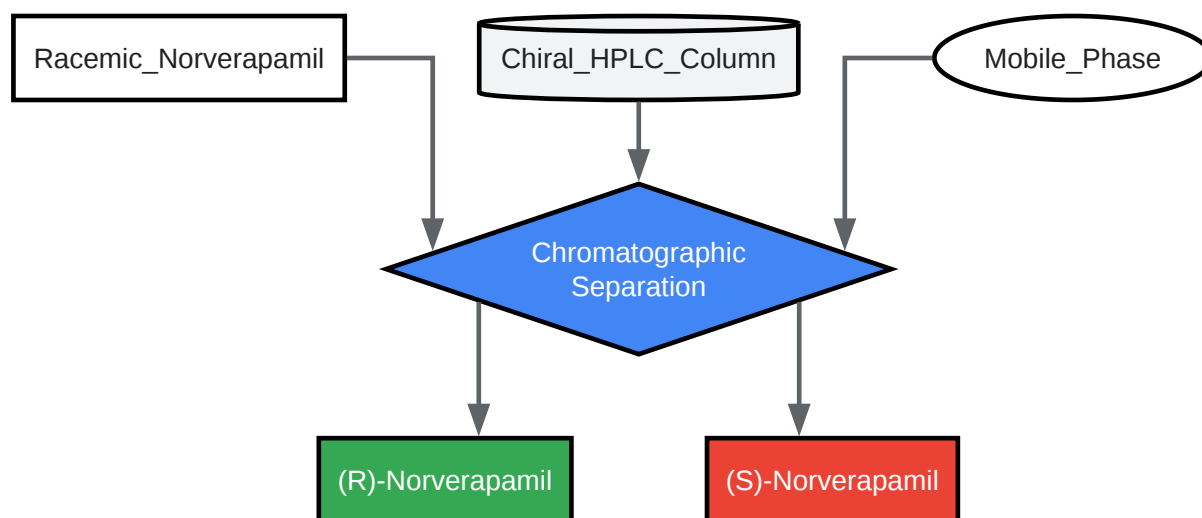 Racemic_Norverapamil
Chiral_HPLC_Column
Mobile_Phase
Chromatographic
Separation
(R)-Norverapamil
(S)-Norverapamil